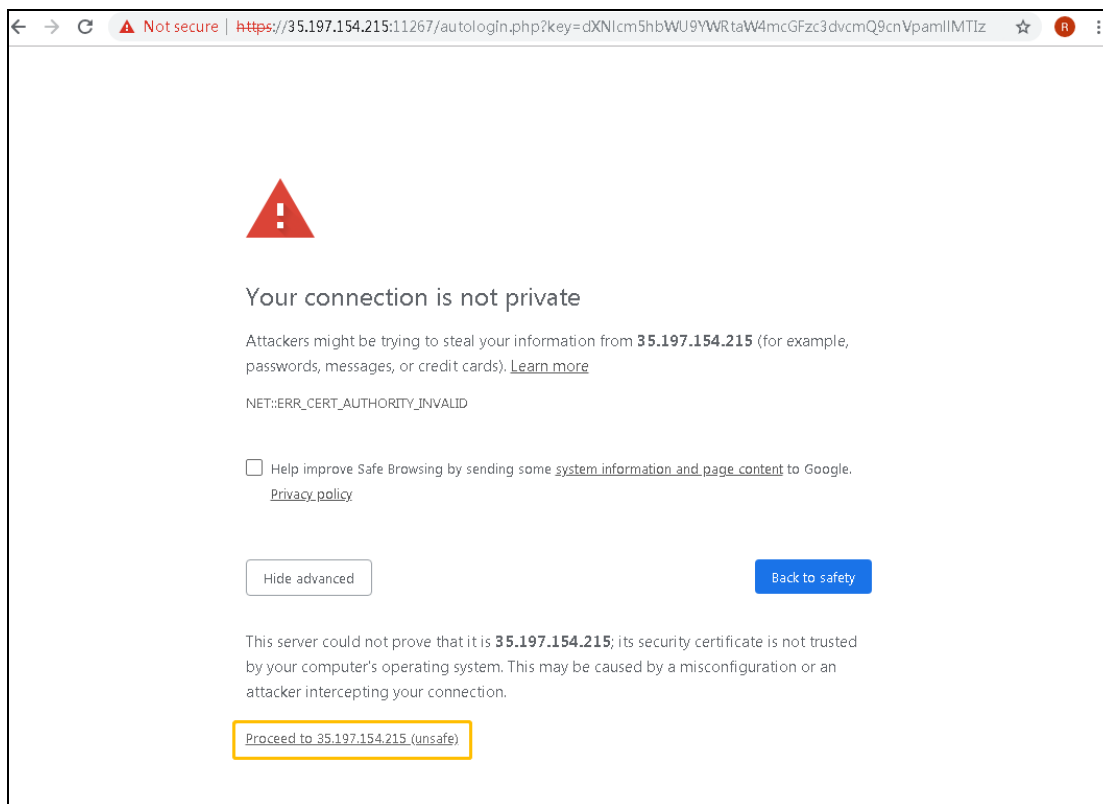 Not secure | https://35.197.154.215:11267/autologin.php?key=dXNlcm5hbWU9YWRtaW4mcGFzc3dvcmQ9cnVpamllMTIz
R
Your connection is not private
Attackers might be trying to steal your information from 35.197.154.215 (for example,
passwords, messages, or credit cards). Learn more
NET::ERR_CERT_AUTHORITY_INVALID
Help improve Safe Browsing by sending some system information and page content to Google.
Privacy policy
Hide advanced
Back to safety
This server could not prove that it is 35.197.154.215; its security certificate is not trusted
by your computer's operating system. This may be caused by a misconfiguration or an
attacker intercepting your connection.
Proceed to 35.197.154.215 (unsafe)